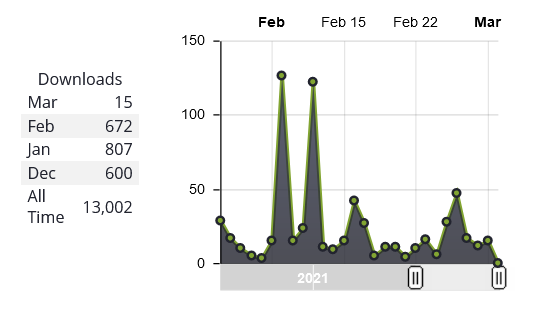 Downloads
Mar 15
Feb 672
Jan 807
Dec 600
All
Time 13,002
Feb Feb 15 Feb 22 Mar
150
100
50
0
2021